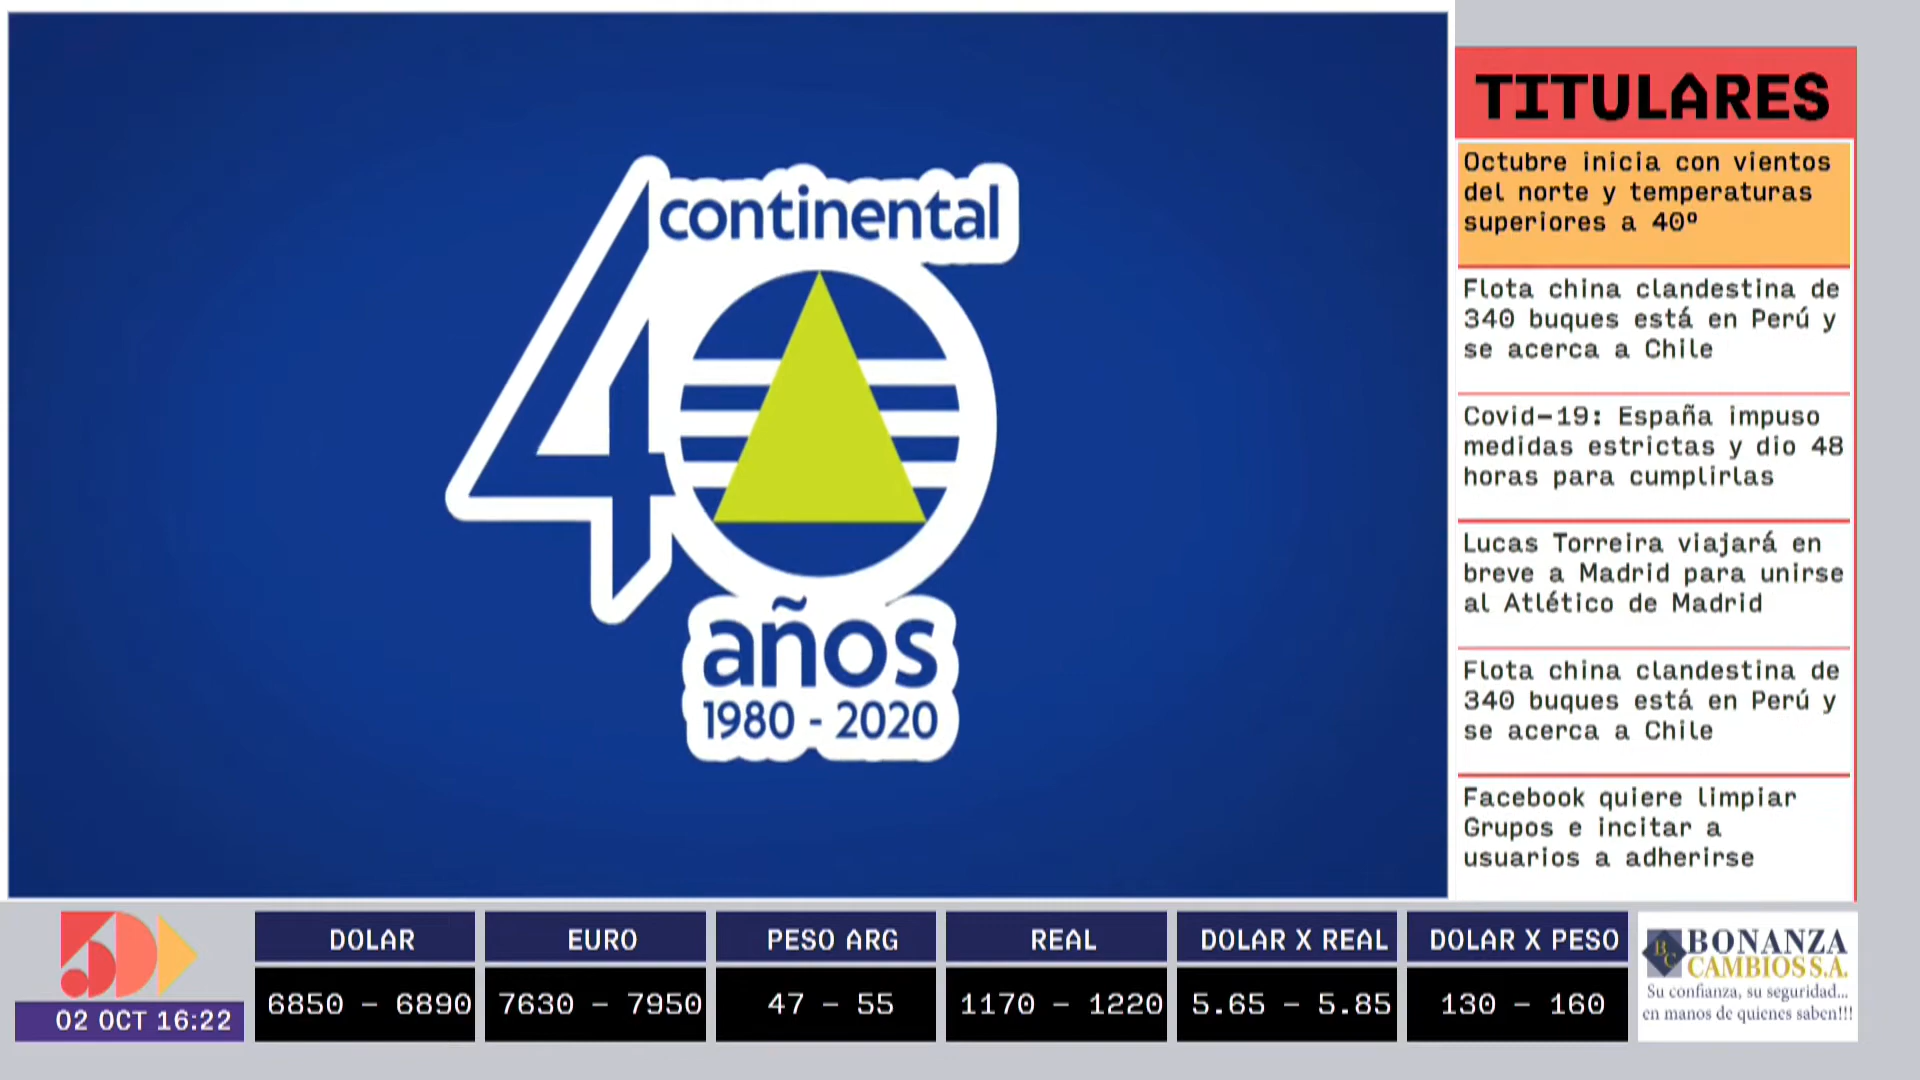 40
continental
años
1980 - 2020
TITULARES
Octubre inicia con vientos
del norte y temperaturas
superiores a 40º
Flota china clandestina de
340 buques está en Perú y
se acerca a Chile
Covid-19: España impuso
medidas estrictas y dio 48
horas para cumplirlas
Lucas Torreira viajará en
breve a Madrid para unirse
al Atlético de Madrid
Flota china clandestina de
340 buques está en Perú y
se acerca a Chile
Facebook quiere limpiar
Grupos e incitar a
usuarios a adherirse
5D
02 OCT 16:22
DOLAR
6850 - 6890
EURO
7630 - 7950
PESO ARG
47 - 55
REAL
1170 - 1220
DOLAR X REAL
5.65 - 5.85
DOLAR X PESO
130 - 160
BC
BONANZA
CAMBIOS S.A.
Su confianza, su seguridad...
en manos de quienes saben!!!